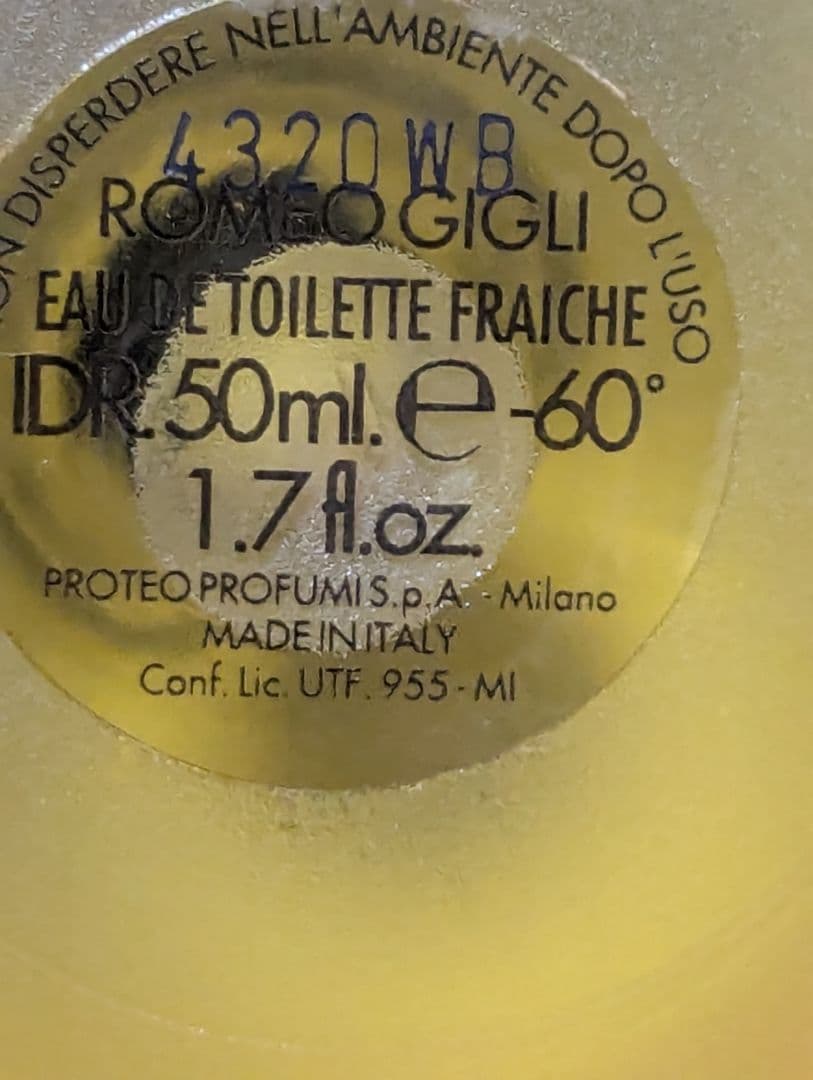 DISPERDERE NELL'AMBIENTE DOPO L'USO
4320WB
ROMEO GIGLI
EAU DE TOILETTE FRAICHE
IDR. 50ml. e -60°
1.7 fl.oz.
PROTEO PROFUMI S.p.A. - Milano
MADE IN ITALY
Conf. Lic. UTF. 955 - MI